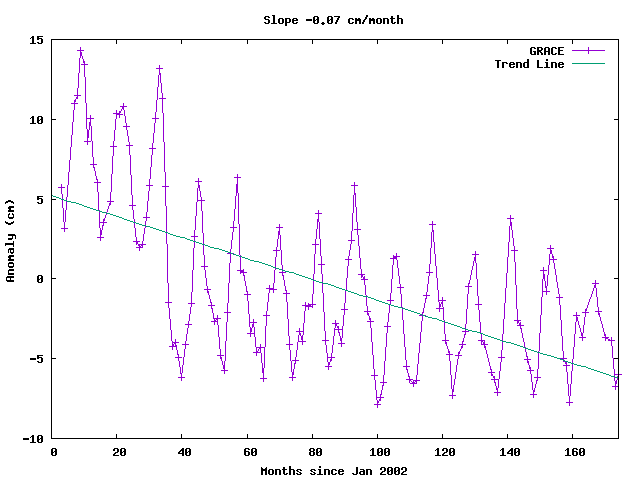 Slope -0.07 cm/month
15
GRACE
Trend Line
10
5
Anomaly (cm)
0
-5
-10
0 20 40 60 80 100 120 140 160
Months since Jan 2002